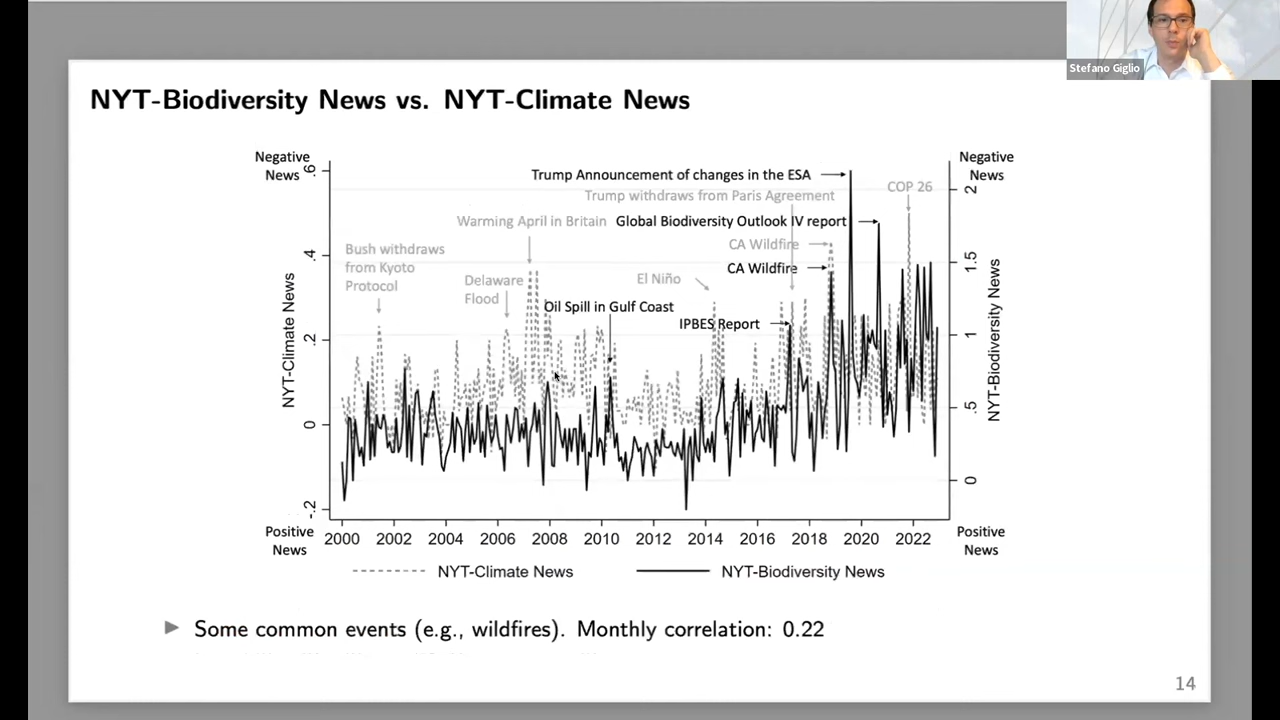 Stefano Giglio
NYT-Biodiversity News vs. NYT-Climate News
Negative
News
Negative
News
Trump Announcement of changes in the ESA
Trump withdraws from Paris Agreement
COP 26
Warming April in Britain
Global Biodiversity Outlook IV report
Bush withdraws
from Kyoto
Protocol
CA Wildfire
CA Wildfire
Delaware
Flood
El Niño
Oil Spill in Gulf Coast
IPBES Report
NYT-Climate News
.6
.4
.2
0
-.2
NYT-Biodiversity News
2
1.5
1
.5
0
Positive
News
Positive
News
2000 2002 2004 2006 2008 2010 2012 2014 2016 2018 2020 2022
NYT-Climate News
NYT-Biodiversity News
Some common events (e.g., wildfires). Monthly correlation: 0.22
14